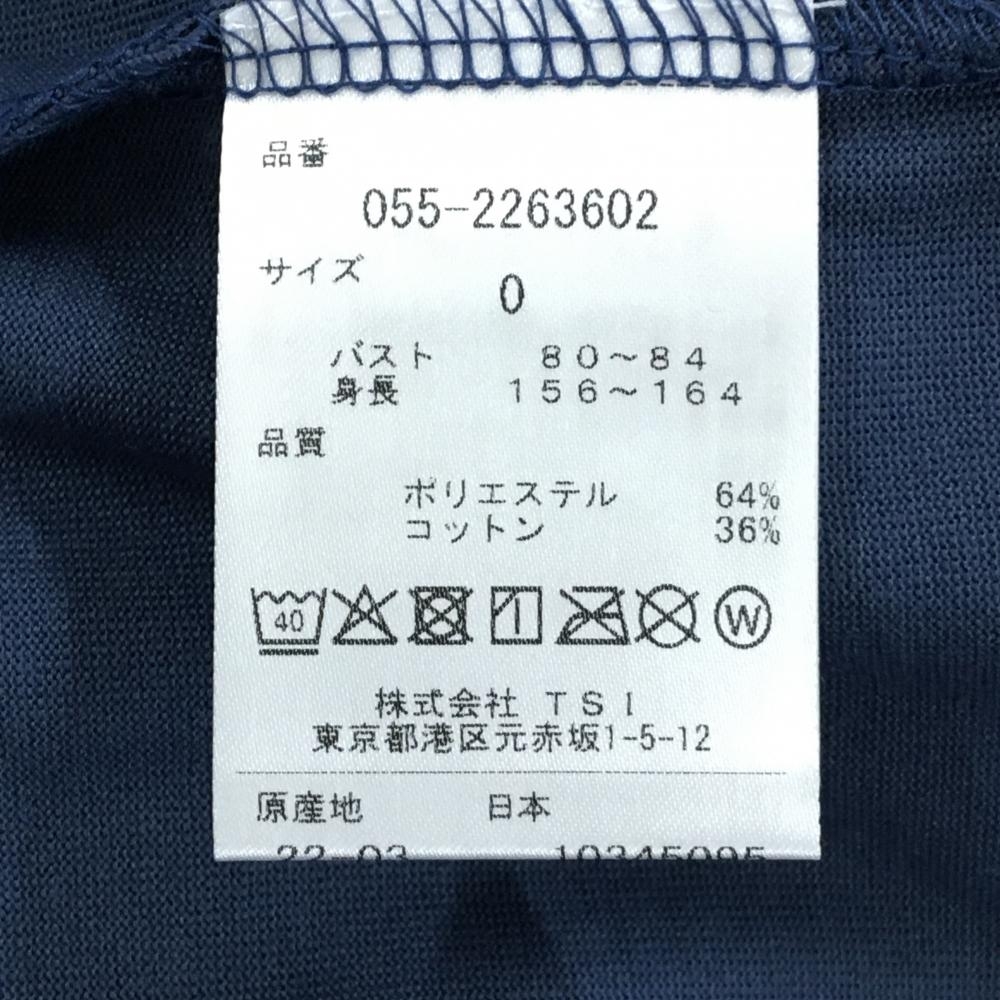 品番
055-2263602
サイズ
0
バスト 80～84
身長 156～164
品質
ポリエステル 64%
コットン 36%
40
W
株式会社 TSI
東京都港区元赤坂1-5-12
原産地 日本
22-03